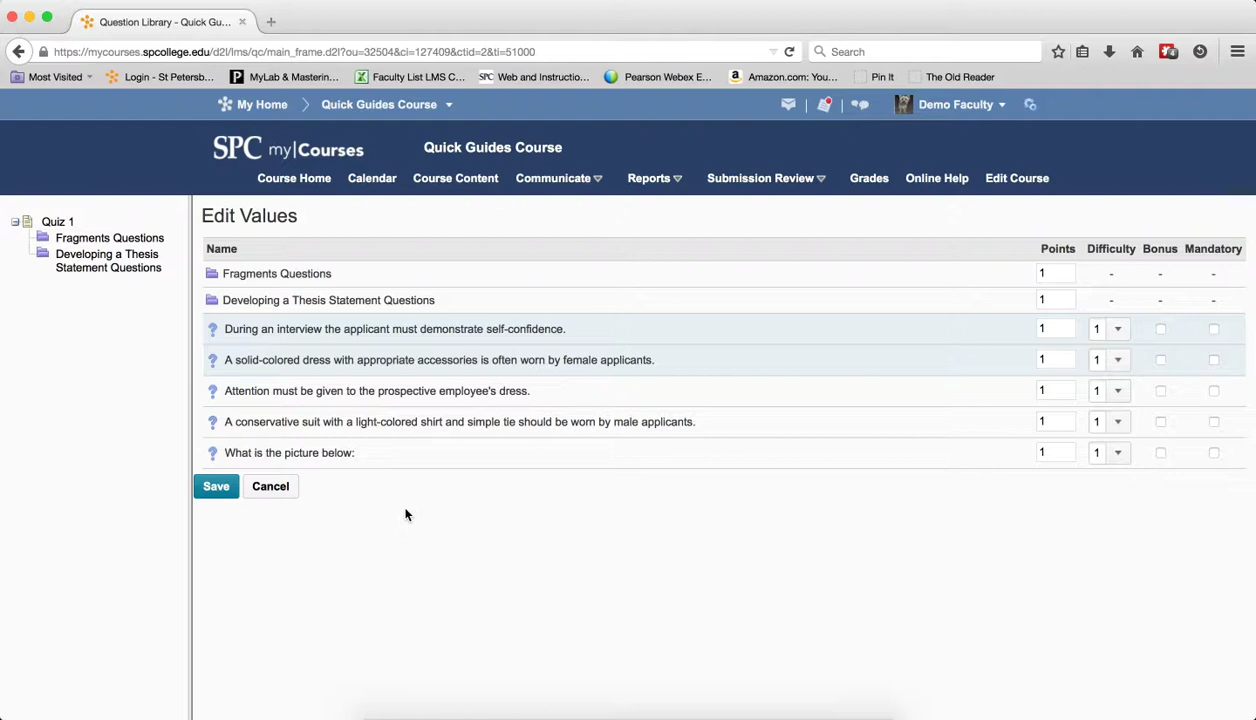 Question Library - Quick Gu...
https://mycourses.spcollege.edu/d2l/lms/qc/main_frame.d2l?ou=32504&ci=127409&ctid=2&ti=51000
Search
Most Visited
Login - St Petersb...
MyLab & Masterin...
Faculty List LMS C...
SPC Web and Instructio...
Pearson Webex E...
Amazon.com: You...
Pin It
The Old Reader
My Home
Quick Guides Course
Demo Faculty
SPC my|Courses
Quick Guides Course
Course Home
Calendar
Course Content
Communicate
Reports
Submission Review
Grades
Online Help
Edit Course
Quiz 1
Fragments Questions
Developing a Thesis
Statement Questions
Edit Values
Name Points Difficulty Bonus Mandatory
Fragments Questions 1 - - -
Developing a Thesis Statement Questions 1 - - -
During an interview the applicant must demonstrate self-confidence. 1 1
A solid-colored dress with appropriate accessories is often worn by female applicants. 1 1
Attention must be given to the prospective employee's dress. 1 1
A conservative suit with a light-colored shirt and simple tie should be worn by male applicants. 1 1
What is the picture below: 1 1
Save
Cancel